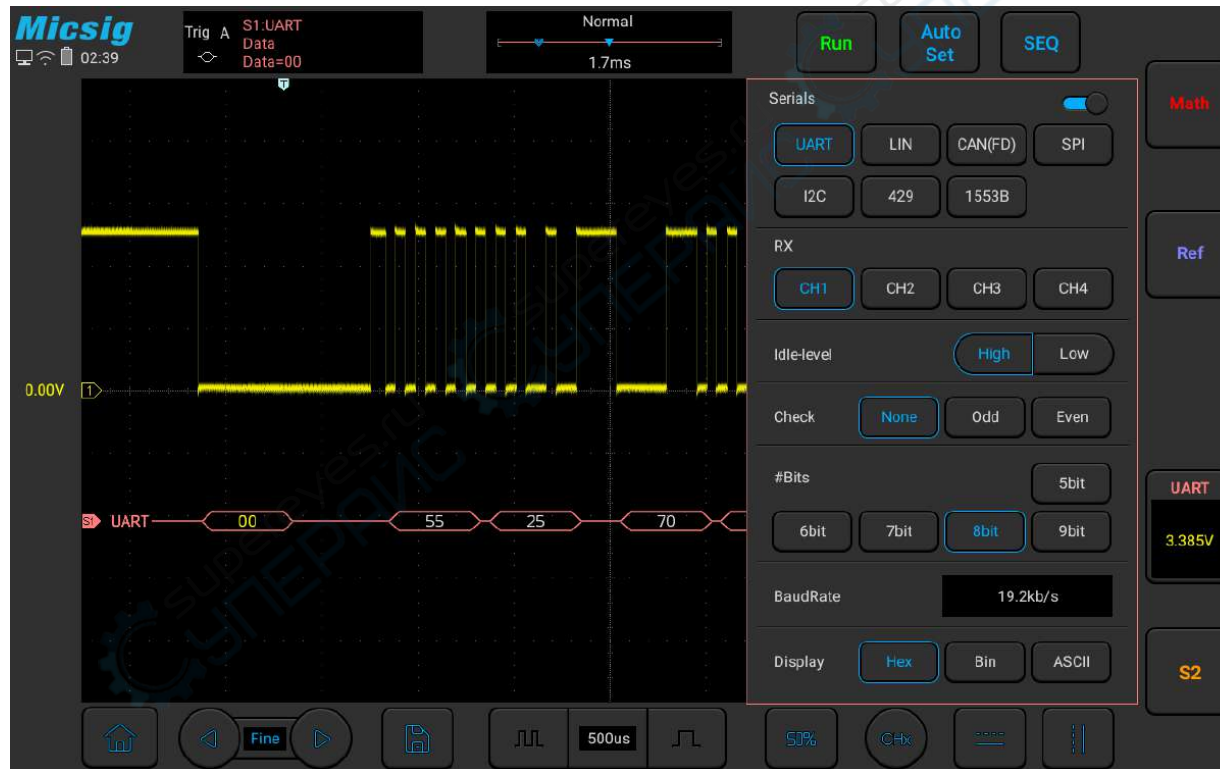 Micsig
02:39
Trig A S1:UART
Data
Data=00
Normal
1.7ms
Run
Auto
Set
SEQ
T
0.00V
1
S1 UART 00 55 25 70
Serials
UART LIN CAN(FD) SPI
I2C 429 1553B
RX
CH1 CH2 CH3 CH4
Idle-level High Low
Check None Odd Even
#Bits 5bit
6bit 7bit 8bit 9bit
BaudRate 19.2kb/s
Display Hex Bin ASCII
Math
Ref
UART
3.385V
S2
Fine
500us
50%
CHx
supereyes.ru
СУПЕРАЙС